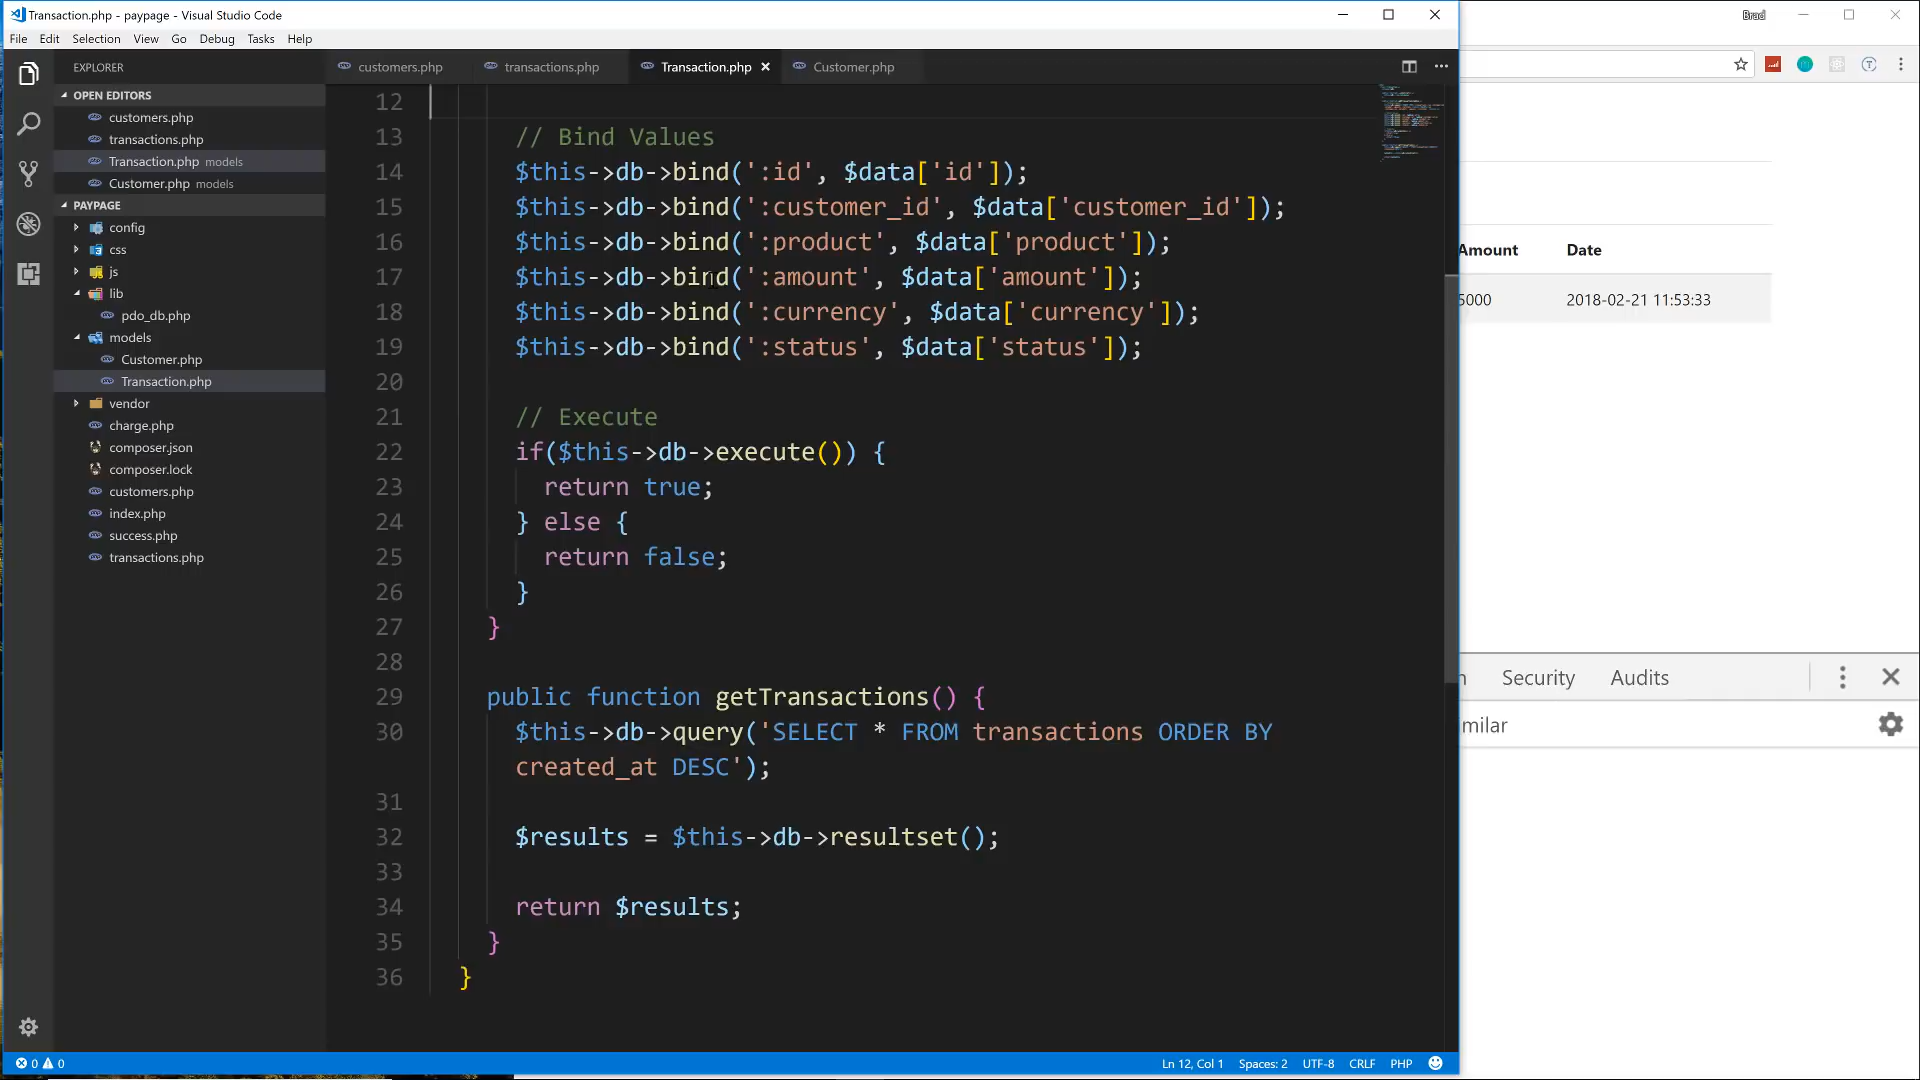 Transaction.php - paypage - Visual Studio Code
File Edit Selection View Go Debug Tasks Help
EXPLORER
OPEN EDITORS
customers.php
transactions.php
Transaction.php models
Customer.php models
PAYPAGE
config
css
js
lib
pdo_db.php
models
Customer.php
Transaction.php
vendor
charge.php
composer.json
composer.lock
customers.php
index.php
success.php
transactions.php
customers.php transactions.php Transaction.php Customer.php
12
13 // Bind Values
14 $this->db->bind(':id', $data['id']);
15 $this->db->bind(':customer_id', $data['customer_id']);
16 $this->db->bind(':product', $data['product']);
17 $this->db->bind(':amount', $data['amount']);
18 $this->db->bind(':currency', $data['currency']);
19 $this->db->bind(':status', $data['status']);
20
21 // Execute
22 if($this->db->execute()) {
23 return true;
24 } else {
25 return false;
26 }
27 }
28
29 public function getTransactions() {
30 $this->db->query('SELECT * FROM transactions ORDER BY
created_at DESC');
31
32 $results = $this->db->resultset();
33
34 return $results;
35 }
36 }
0 0 Ln 12, Col 1 Spaces: 2 UTF-8 CRLF PHP
Brad
Amount Date
5000 2018-02-21 11:53:33
Security Audits
milar